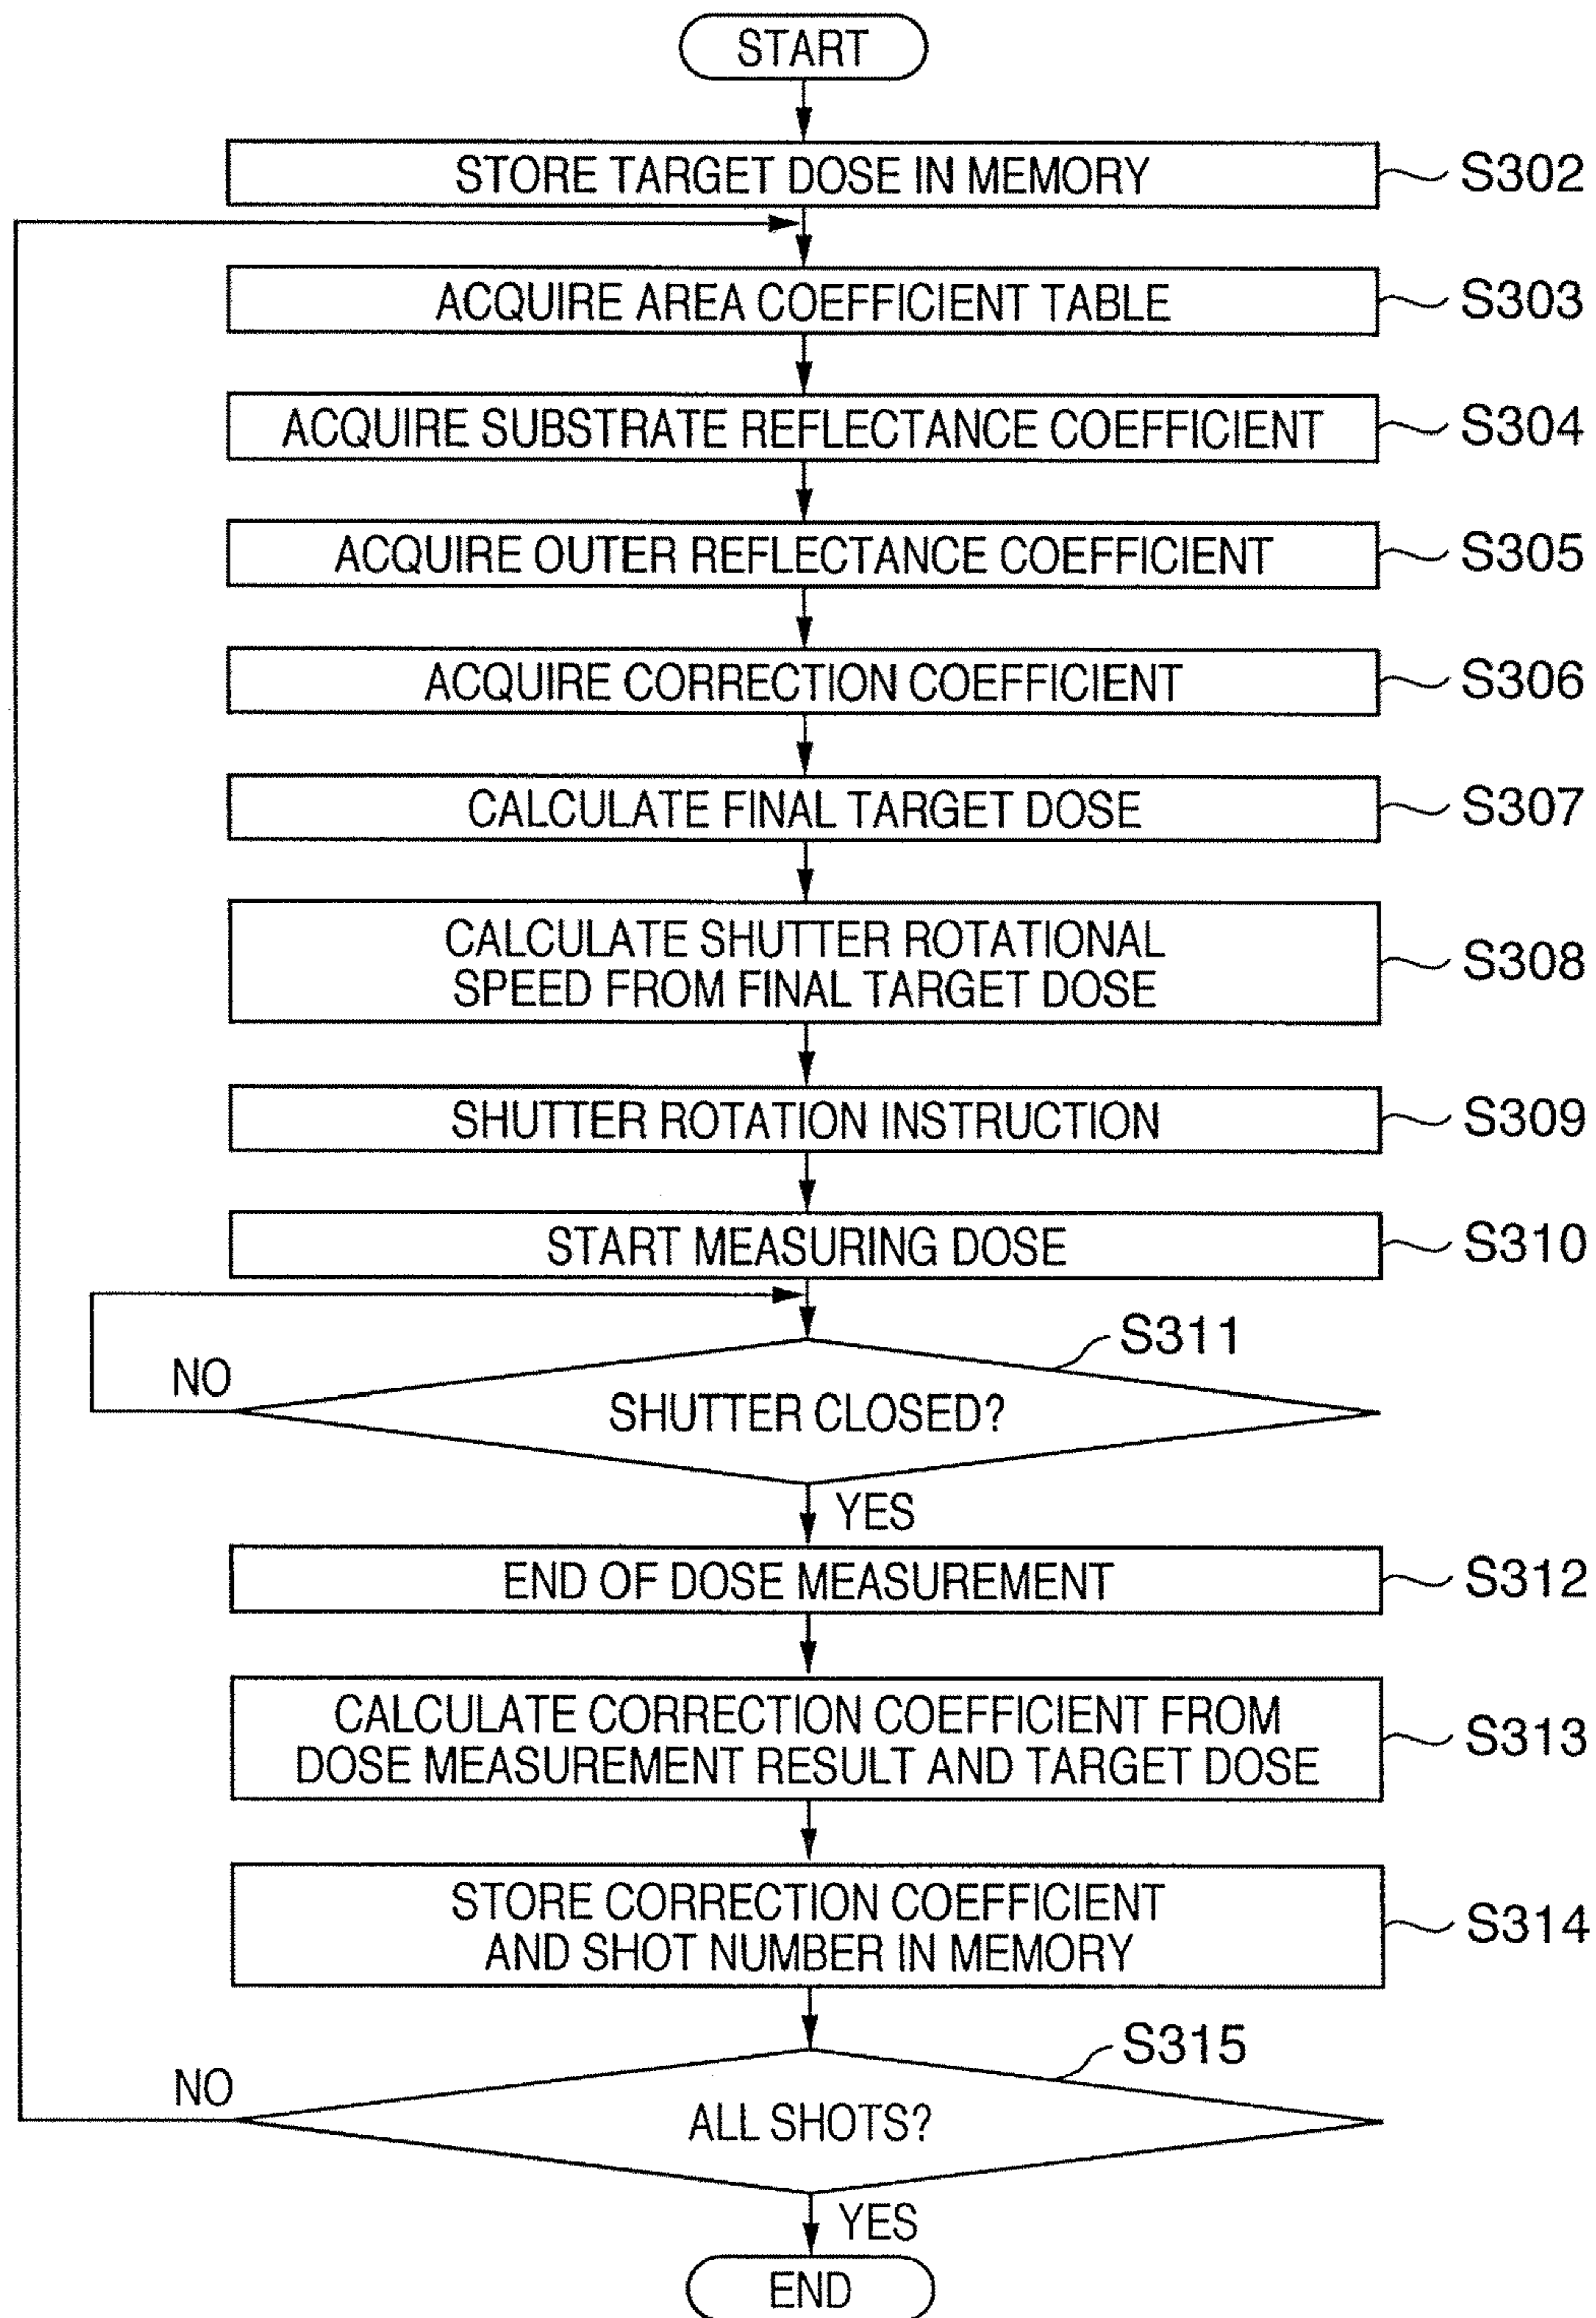 START
STORE TARGET DOSE IN MEMORY
S302
ACQUIRE AREA COEFFICIENT TABLE
S303
ACQUIRE SUBSTRATE REFLECTANCE COEFFICIENT
S304
ACQUIRE OUTER REFLECTANCE COEFFICIENT
S305
ACQUIRE CORRECTION COEFFICIENT
S306
CALCULATE FINAL TARGET DOSE
S307
CALCULATE SHUTTER ROTATIONAL
SPEED FROM FINAL TARGET DOSE
S308
SHUTTER ROTATION INSTRUCTION
S309
START MEASURING DOSE
S310
S311
NO
SHUTTER CLOSED?
YES
END OF DOSE MEASUREMENT
S312
CALCULATE CORRECTION COEFFICIENT FROM
DOSE MEASUREMENT RESULT AND TARGET DOSE
S313
STORE CORRECTION COEFFICIENT
AND SHOT NUMBER IN MEMORY
S314
S315
NO
ALL SHOTS?
YES
END